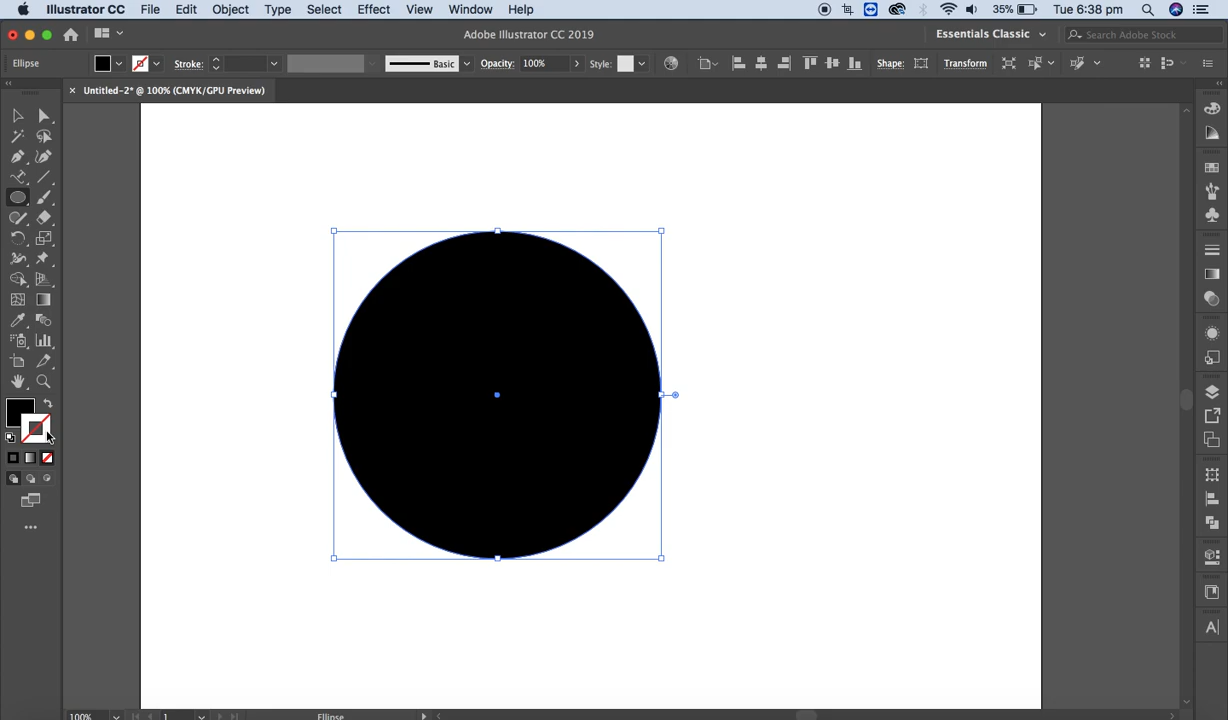 Illustrator CC File Edit Object Type Select Effect View Window Help 35% Tue 6:38 pm
Adobe Illustrator CC 2019 Essentials Classic Search Adobe Stock
Ellipse Stroke: Basic Opacity: 100% Style: Shape: Transform
× Untitled-2* @ 100% (CMYK/GPU Preview)
100% 1 Ellipse